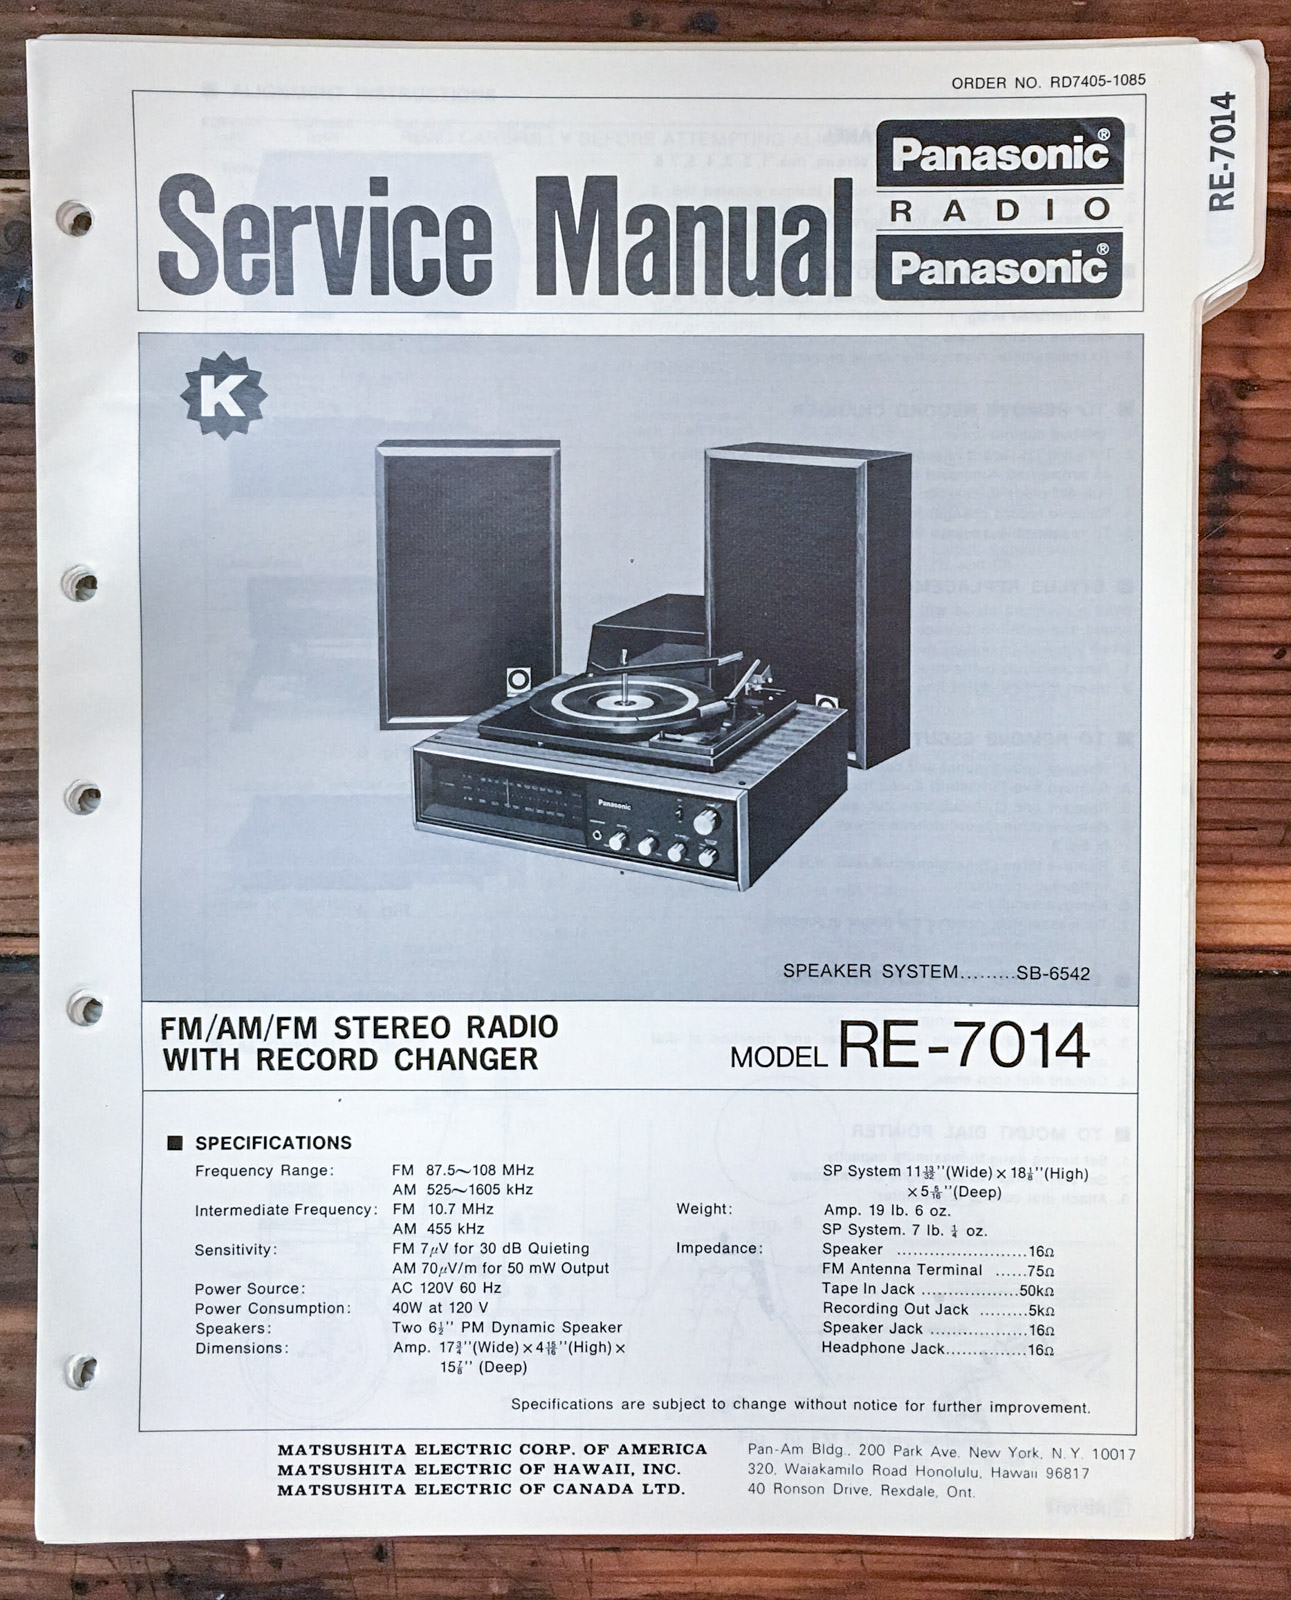 ORDER NO. RD7405-1085
RE-7014
Service Manual
Panasonic®
RADIO
Panasonic®
K
Panasonic
SPEAKER SYSTEM.........SB-6542
FM/AM/FM STEREO RADIO
WITH RECORD CHANGER
MODEL RE-7014
■ SPECIFICATIONS
Frequency Range: FM 87.5~108 MHz
AM 525~1605 kHz
Intermediate Frequency: FM 10.7 MHz
AM 455 kHz
Sensitivity: FM 7μV for 30 dB Quieting
AM 70μV/m for 50 mW Output
Power Source: AC 120V 60 Hz
Power Consumption: 40W at 120 V
Speakers: Two 6½'' PM Dynamic Speaker
Dimensions: Amp. 17¾''(Wide) × 4 15/16''(High) ×
15⅞'' (Deep)
SP System 11 13/32''(Wide) × 18⅛''(High)
× 5 5/16''(Deep)
Weight: Amp. 19 lb. 6 oz.
SP System. 7 lb. ¼ oz.
Impedance: Speaker ........................16Ω
FM Antenna Terminal ......75Ω
Tape In Jack ..................50kΩ
Recording Out Jack .........5kΩ
Speaker Jack ..................16Ω
Headphone Jack...............16Ω
Specifications are subject to change without notice for further improvement.
MATSUSHITA ELECTRIC CORP. OF AMERICA Pan-Am Bldg., 200 Park Ave. New York, N.Y. 10017
MATSUSHITA ELECTRIC OF HAWAII, INC. 320, Waiakamilo Road Honolulu, Hawaii 96817
MATSUSHITA ELECTRIC OF CANADA LTD. 40 Ronson Drive, Rexdale, Ont.